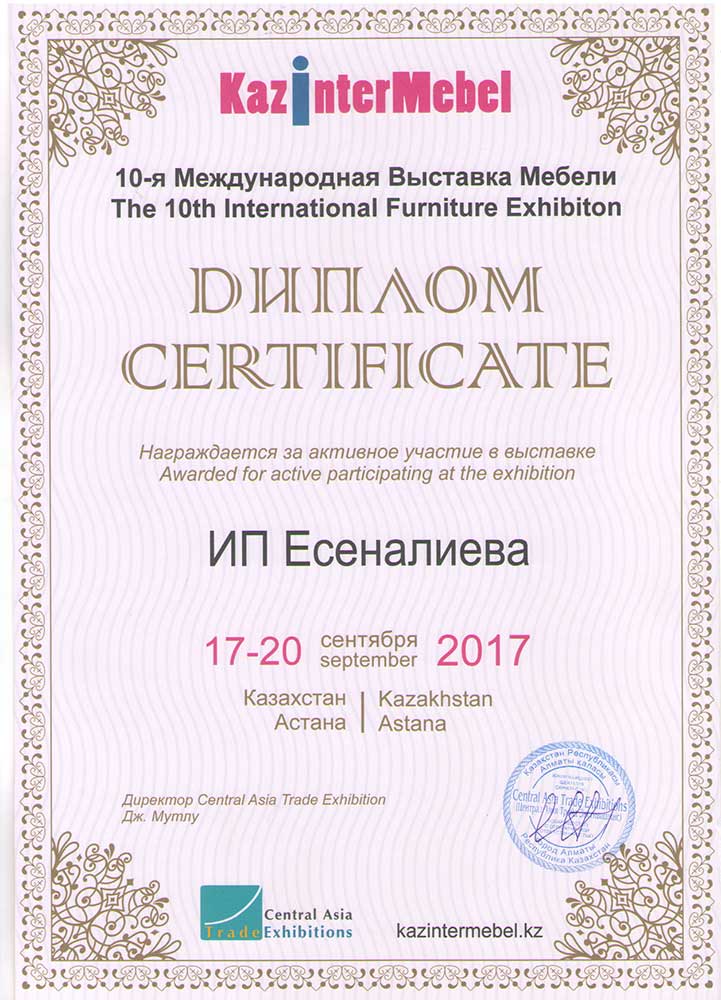 KazinterMebel
10-я Международная Выставка Мебели
The 10th International Furniture Exhibiton
ДИПЛОМ
CERTIFICATE
Награждается за активное участие в выставке
Awarded for active participating at the exhibition
ИП Есеналиева
17-20 сентября 2017
september
Казахстан | Kazakhstan
Астана | Astana
Директор Central Asia Trade Exhibition
Дж. Мутлу
Қазақстан Республикасы
Алматы қаласы
Central Asia Trade Exhibitions
город Алматы
Республика Казахстан
Central Asia
Trade Exhibitions
kazintermebel.kz